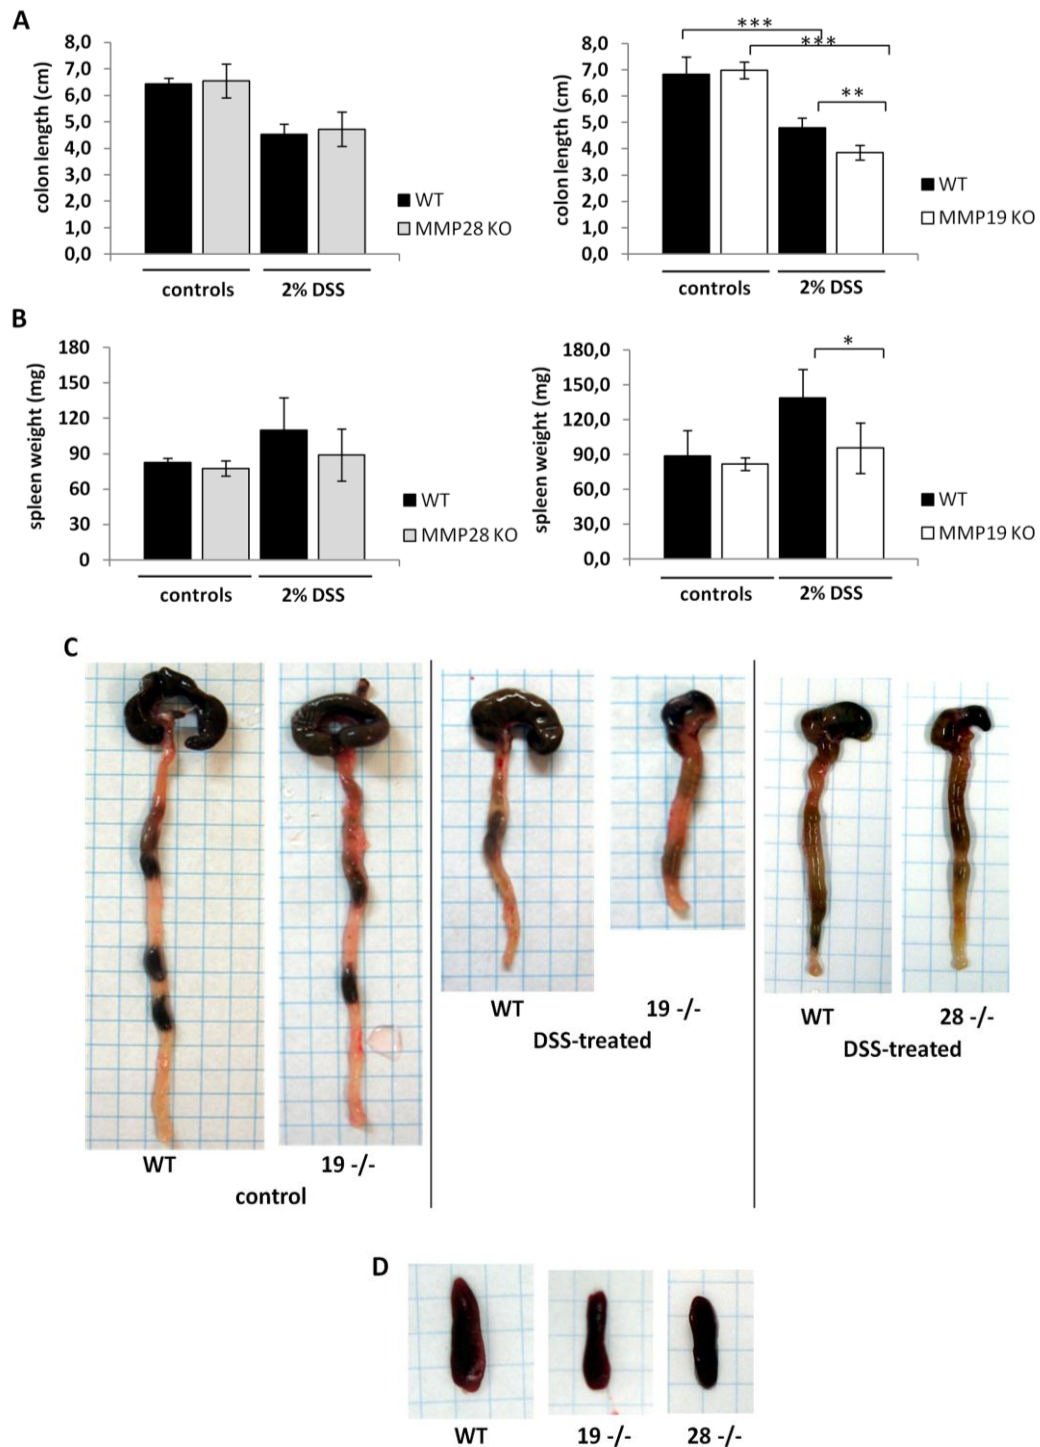 A
8,0
7,0
6,0
5,0
4,0
3,0
2,0
1,0
0,0
colon length (cm)
controls
2% DSS
WT
MMP28 KO
***
***
**
8,0
7,0
6,0
5,0
4,0
3,0
2,0
1,0
0,0
colon length (cm)
controls
2% DSS
WT
MMP19 KO
B
180
150
120
90
60
30
0
spleen weight (mg)
controls
2% DSS
WT
MMP28 KO
*
180,0
150,0
120,0
90,0
60,0
30,0
0,0
spleen weight (mg)
controls
2% DSS
WT
MMP19 KO
C
WT 19 -/-
control
WT 19 -/-
DSS-treated
WT 28 -/-
DSS-treated
D
WT 19 -/- 28 -/-